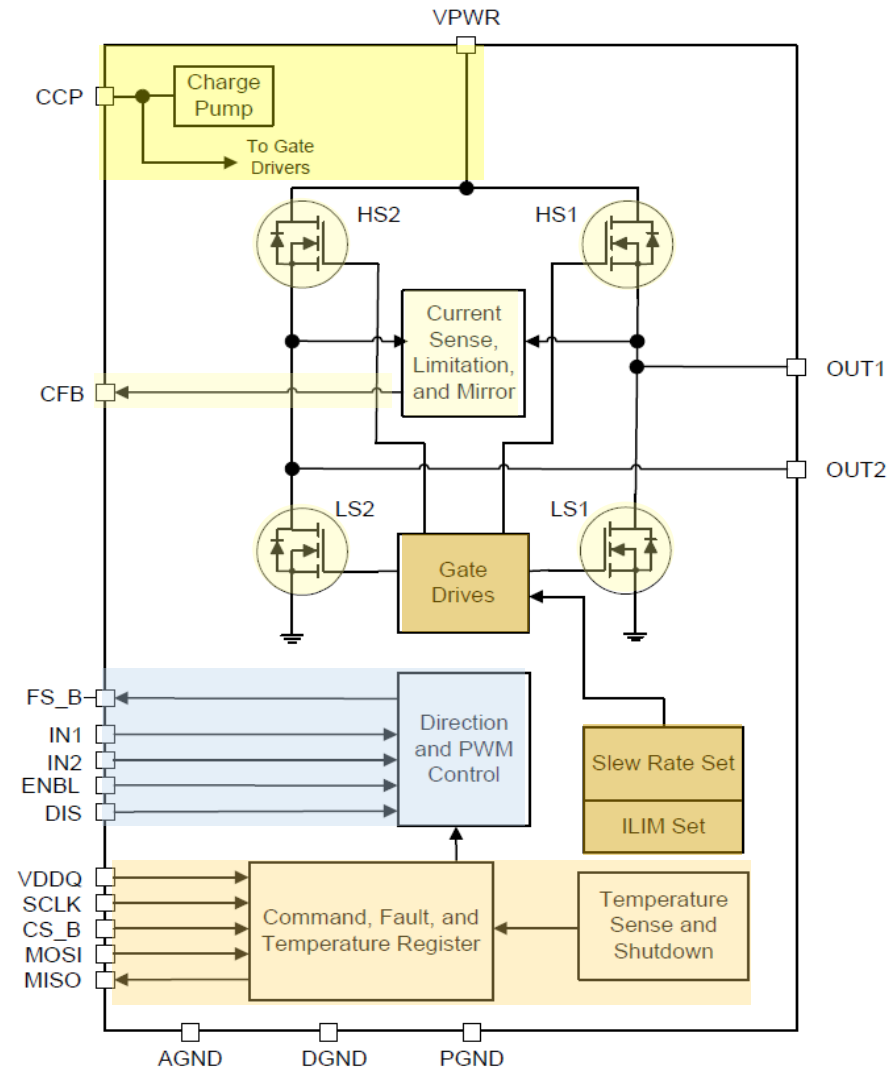 VPWR
CCP
Charge
Pump
To Gate
Drivers
HS2
HS1
Current
Sense,
Limitation,
and Mirror
CFB
OUT1
OUT2
LS2
LS1
Gate
Drives
FS_B
IN1
IN2
ENBL
DIS
Direction
and PWM
Control
Slew Rate Set
ILIM Set
VDDQ
SCLK
CS_B
MOSI
MISO
Command, Fault, and
Temperature Register
Temperature
Sense and
Shutdown
AGND
DGND
PGND